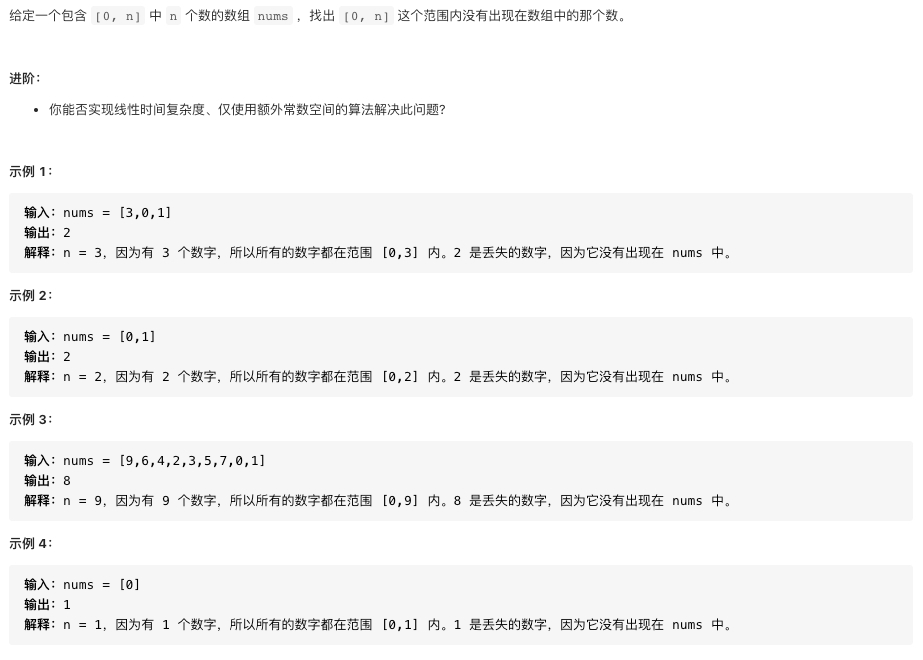 给定一个包含 [0, n] 中 n 个数的数组 nums ，找出 [0, n] 这个范围内没有出现在数组中的那个数。
进阶：
• 你能否实现线性时间复杂度、仅使用额外常数空间的算法解决此问题?
示例 1：
输入：nums = [3,0,1]
输出：2
解释：n = 3，因为有 3 个数字，所以所有的数字都在范围 [0,3] 内。2 是丢失的数字，因为它没有出现在 nums 中。
示例 2：
输入：nums = [0,1]
输出：2
解释：n = 2，因为有 2 个数字，所以所有的数字都在范围 [0,2] 内。2 是丢失的数字，因为它没有出现在 nums 中。
示例 3：
输入：nums = [9,6,4,2,3,5,7,0,1]
输出：8
解释：n = 9，因为有 9 个数字，所以所有的数字都在范围 [0,9] 内。8 是丢失的数字，因为它没有出现在 nums 中。
示例 4：
输入：nums = [0]
输出：1
解释：n = 1，因为有 1 个数字，所以所有的数字都在范围 [0,1] 内。1 是丢失的数字，因为它没有出现在 nums 中。